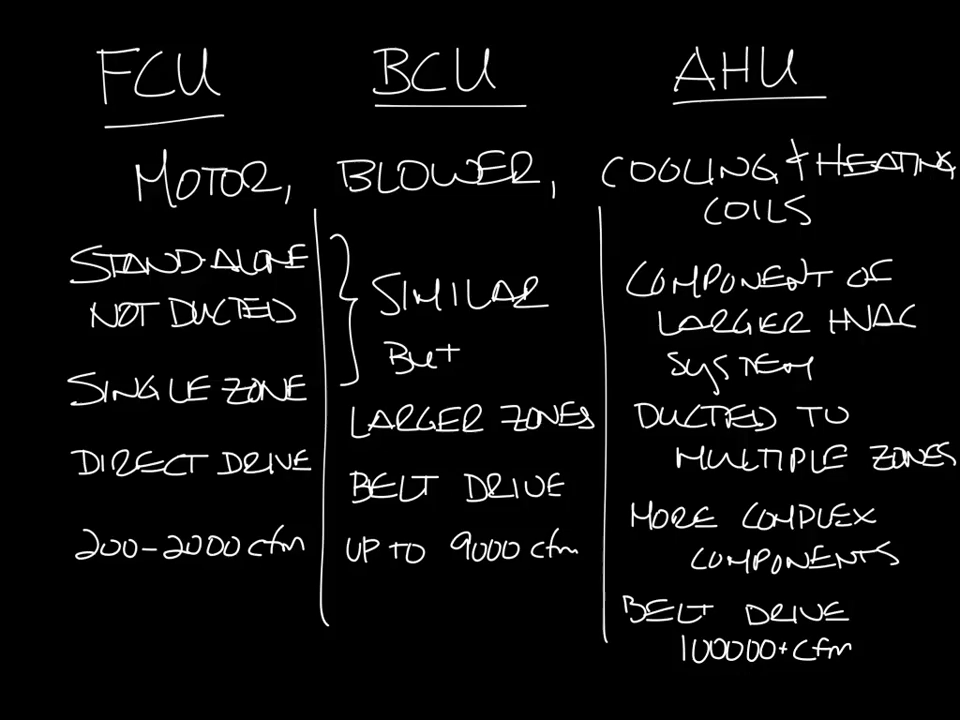 FCU BCU AHU
MOTOR, BLOWER, COOLING & HEATING
COILS
STAND-ALONE
NOT DUCTED
SINGLE ZONE
DIRECT DRIVE
200-2000 cfm
SIMILAR
But
LARGER ZONES
BELT DRIVE
UP TO 9000 cfm
COMPONENT OF
LARGER HVAC
SYSTEM
DUCTED TO
MULTIPLE ZONES
MORE COMPLEX
COMPONENTS
BELT DRIVE
100000+ cfm